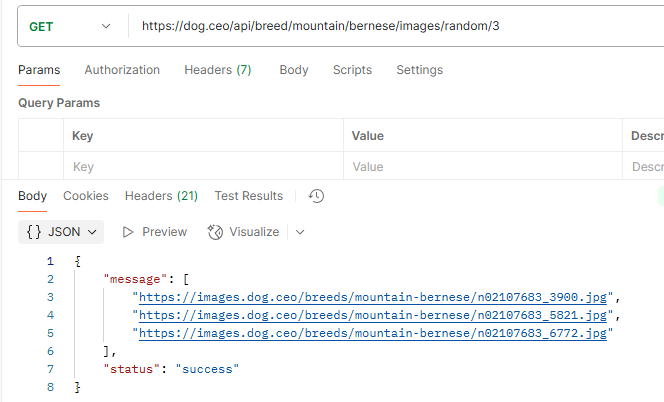 GET https://dog.ceo/api/breed/mountain/bernese/images/random/3
Params Authorization Headers (7) Body Scripts Settings
Query Params
Key Value Descr
Key Value Descr
Body Cookies Headers (21) Test Results
{} JSON Preview Visualize
1 {
2 "message": [
3 "https://images.dog.ceo/breeds/mountain-bernese/n02107683_3900.jpg",
4 "https://images.dog.ceo/breeds/mountain-bernese/n02107683_5821.jpg",
5 "https://images.dog.ceo/breeds/mountain-bernese/n02107683_6772.jpg"
6 ],
7 "status": "success"
8 }